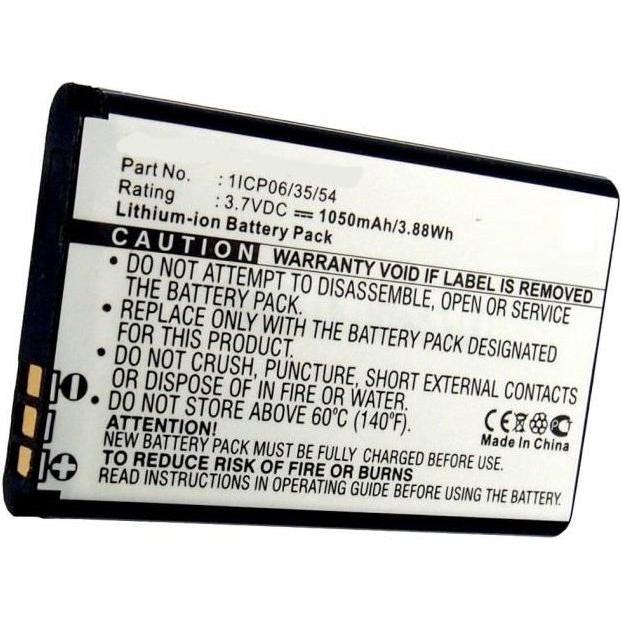 Part No. : 1ICP06/35/54
Rating : 3.7VDC ⎓ 1050mAh/3.88Wh
Lithium-ion Battery Pack
CAUTION WARRANTY VOID IF LABEL IS REMOVED
• DO NOT ATTEMPT TO DISASSEMBLE, OPEN OR SERVICE
THE BATTERY PACK.
• REPLACE ONLY WITH THE BATTERY PACK DESIGNATED
FOR THIS PRODUCT.
• DO NOT CRUSH, PUNCTURE, SHORT EXTERNAL CONTACTS
OR DISPOSE OF IN FIRE OR WATER.
• DO NOT STORE ABOVE 60°C (140°F).
ATTENTION!
NEW BATTERY PACK MUST BE FULLY CHARGED BEFORE USE
TO REDUCE RISK OF FIRE OR BURNS
READ INSTRUCTIONS IN OPERATING GUIDE BEFORE BATTERY USE.
CE
Made In China